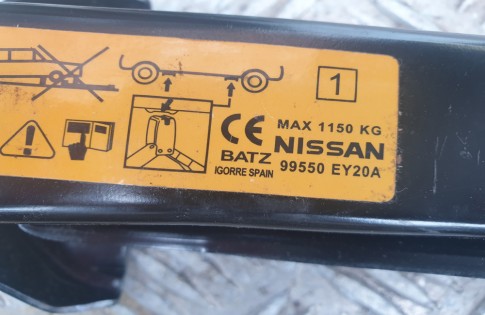 1
CE MAX 1150 KG
BATZ NISSAN
IGORRE SPAIN 99550 EY20A